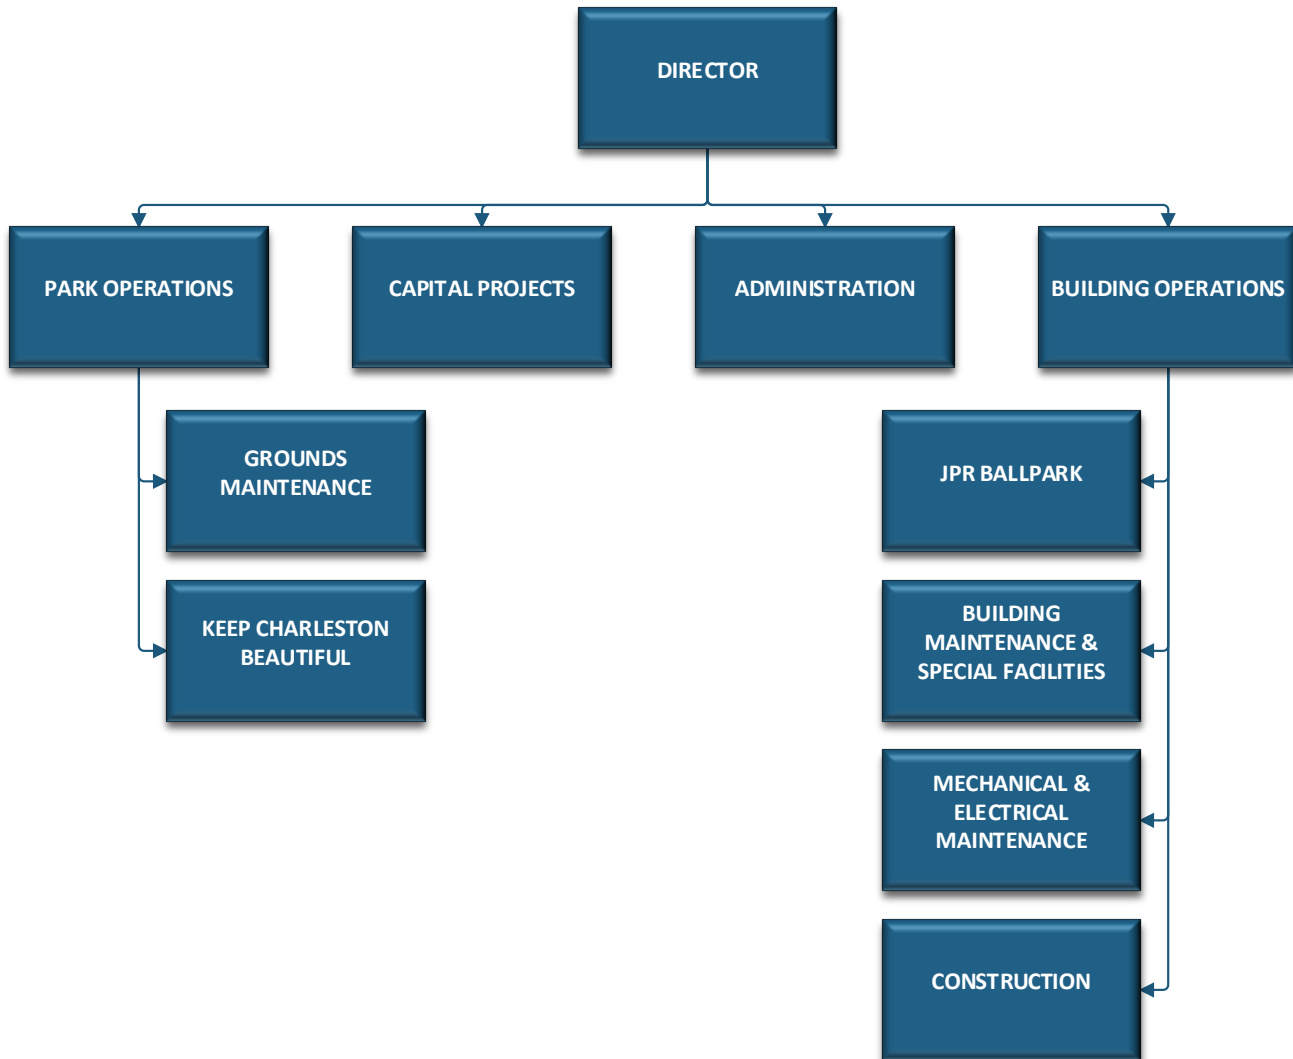 DIRECTOR
PARK OPERATIONS
CAPITAL PROJECTS
ADMINISTRATION
BUILDING OPERATIONS
GROUNDS
MAINTENANCE
KEEP CHARLESTON
BEAUTIFUL
JPR BALLPARK
BUILDING
MAINTENANCE &
SPECIAL FACILITIES
MECHANICAL &
ELECTRICAL
MAINTENANCE
CONSTRUCTION